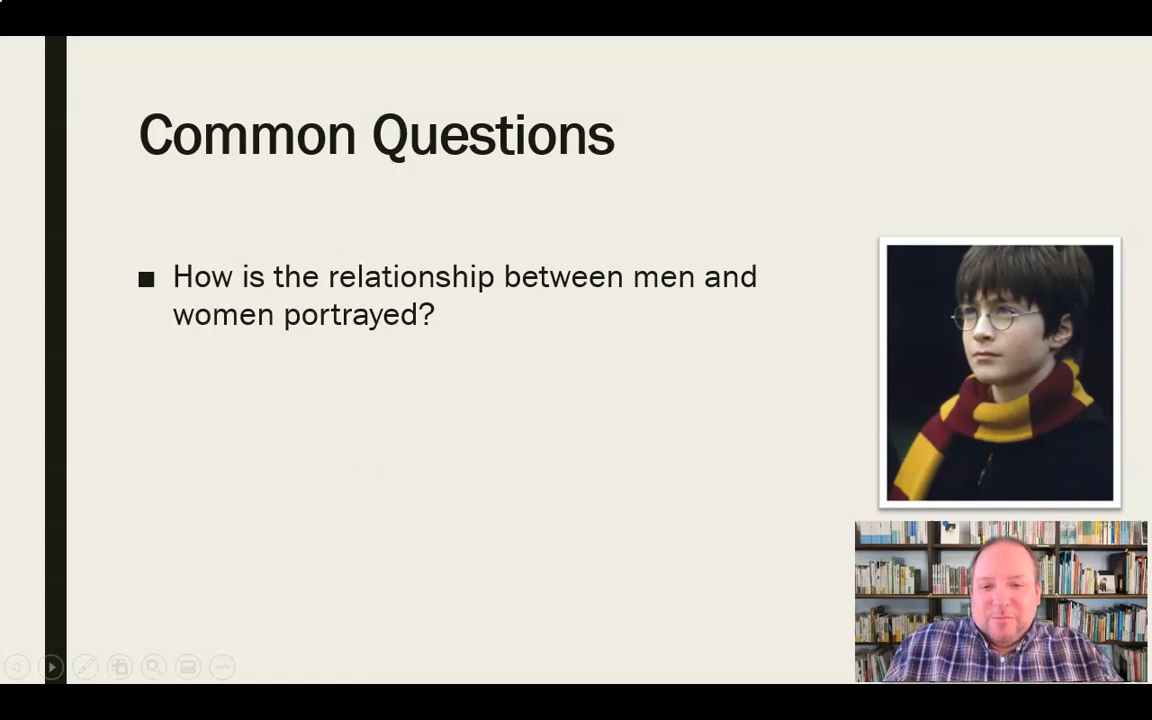 Common Questions
How is the relationship between men and
women portrayed?